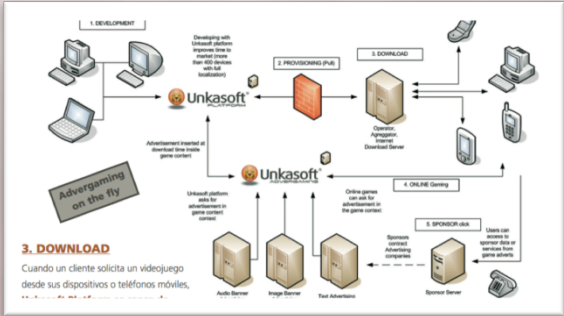 1. DEVELOPMENT
Developing with
Unkasoft platform
improves time to
market (more
than 400 devices
with full
localization)
2. PROVISIONING (Pull)
3. DOWNLOAD
Unkasoft
PLATFORM
Operator,
Agreggator,
Internet
Download Server
Advertisement inserted at
download time inside
game content
Unkasoft
ADVERGAMING
4. ONLINE Gaming
Advergaming
on the fly
Unkasoft platform
asks for
advertisement in
game content
context
Online games
can ask for
advertisement in
the game context
5. SPONSOR click
Sponsors
contract
Advertising
companies
Users can
access to
sponsor data or
services from
game adverts
3. DOWNLOAD
Cuando un cliente solicita un videojuego
desde sus dispositivos o teléfonos móviles,
Audio Banner
Image Banner
Text Advertising
Sponsor Server